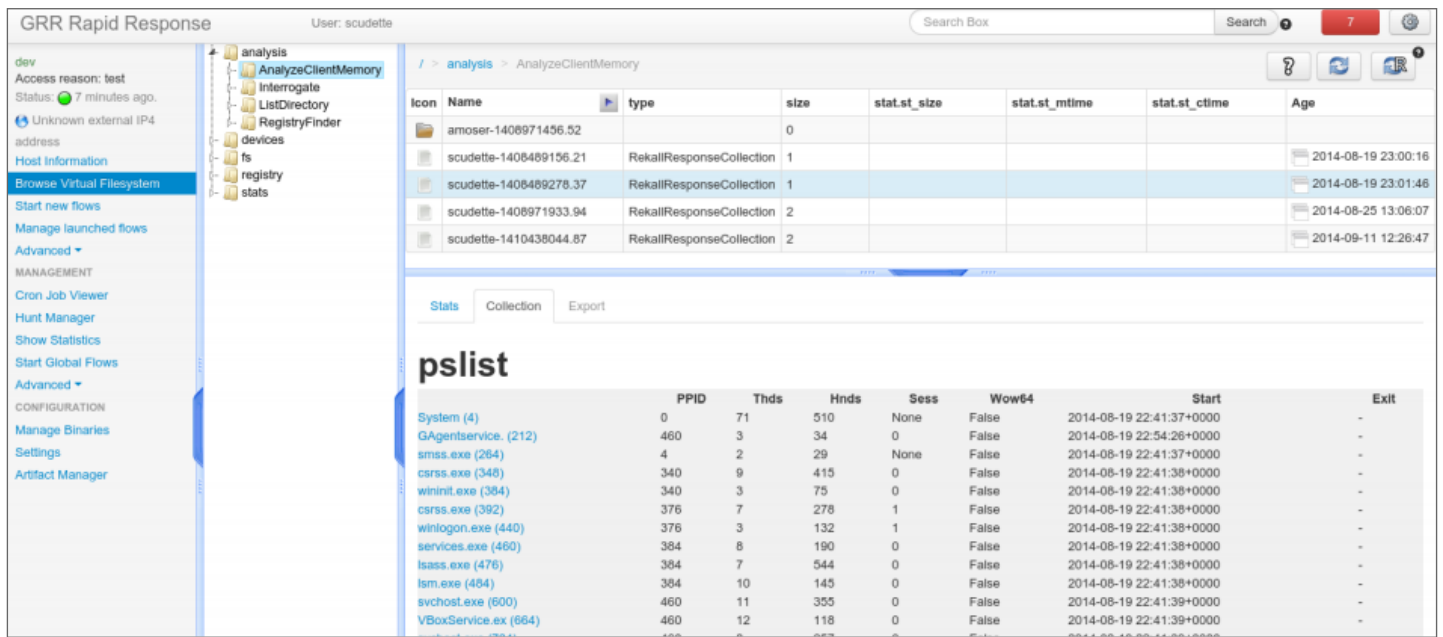 GRR Rapid Response User: scudette Search Box Search 7
dev
Access reason: test
Status: 7 minutes ago.
Unknown external IP4
address
Host Information
Browse Virtual Filesystem
Start new flows
Manage launched flows
Advanced
MANAGEMENT
Cron Job Viewer
Hunt Manager
Show Statistics
Start Global Flows
Advanced
CONFIGURATION
Manage Binaries
Settings
Artifact Manager
analysis
AnalyzeClientMemory
Interrogate
ListDirectory
RegistryFinder
devices
fs
registry
stats
/ > analysis > AnalyzeClientMemory
Icon Name type size stat.st_size stat.st_mtime stat.st_ctime Age
amoser-1408971456.52 0
scudette-1408489156.21 RekallResponseCollection 1 2014-08-19 23:00:16
scudette-1408489278.37 RekallResponseCollection 1 2014-08-19 23:01:46
scudette-1408971933.94 RekallResponseCollection 2 2014-08-25 13:06:07
scudette-1410438044.87 RekallResponseCollection 2 2014-09-11 12:26:47
Stats Collection Export
pslist
PPID Thds Hnds Sess Wow64 Start Exit
System (4) 0 71 510 None False 2014-08-19 22:41:37+0000 -
GAgentservice. (212) 460 3 34 0 False 2014-08-19 22:54:26+0000 -
smss.exe (264) 4 2 29 None False 2014-08-19 22:41:37+0000 -
csrss.exe (348) 340 9 415 0 False 2014-08-19 22:41:38+0000 -
wininit.exe (384) 340 3 75 0 False 2014-08-19 22:41:38+0000 -
csrss.exe (392) 376 7 278 1 False 2014-08-19 22:41:38+0000 -
winlogon.exe (440) 376 3 132 1 False 2014-08-19 22:41:38+0000 -
services.exe (460) 384 8 190 0 False 2014-08-19 22:41:38+0000 -
lsass.exe (476) 384 7 544 0 False 2014-08-19 22:41:38+0000 -
lsm.exe (484) 384 10 145 0 False 2014-08-19 22:41:38+0000 -
svchost.exe (600) 460 11 355 0 False 2014-08-19 22:41:39+0000 -
VBoxService.ex (664) 460 12 118 0 False 2014-08-19 22:41:39+0000 -